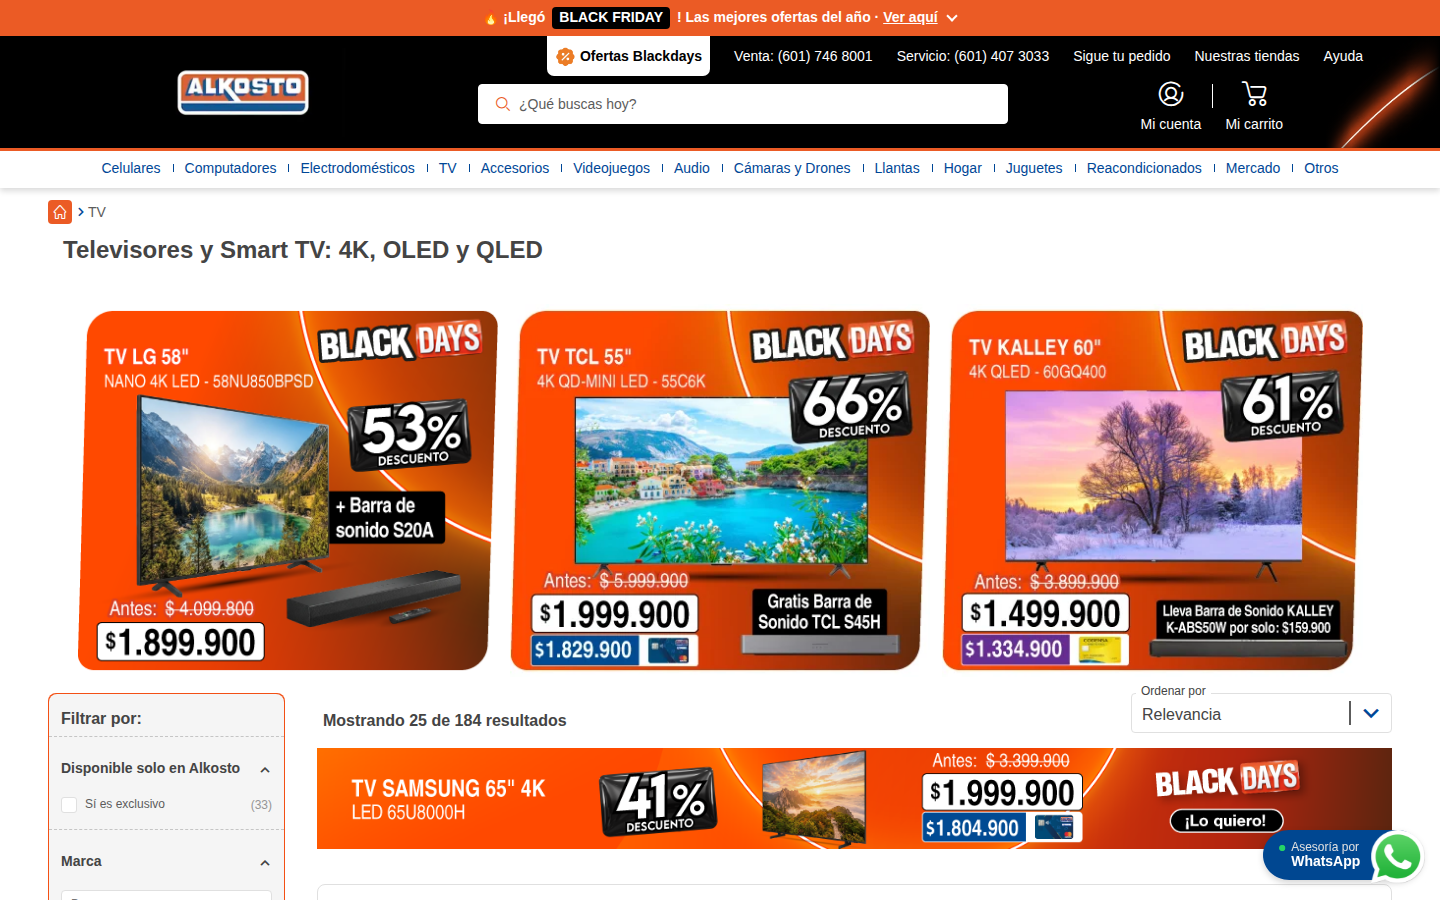 ¡Llegó BLACK FRIDAY ! Las mejores ofertas del año · Ver aquí
Ofertas Blackdays
Venta: (601) 746 8001
Servicio: (601) 407 3033
Sigue tu pedido
Nuestras tiendas
Ayuda
ALKOSTO
¿Qué buscas hoy?
Mi cuenta
Mi carrito
Celulares
Computadores
Electrodomésticos
TV
Accesorios
Videojuegos
Audio
Cámaras y Drones
Llantas
Hogar
Juguetes
Reacondicionados
Mercado
Otros
TV
Televisores y Smart TV: 4K, OLED y QLED
BLACK DAYS
TV LG 58"
NANO 4K LED - 58NU850BPSD
53%
DESCUENTO
+ Barra de
sonido S20A
Antes: $ 4.099.800
$1.899.900
BLACK DAYS
TV TCL 55"
4K QD-MINI LED - 55C6K
66%
DESCUENTO
Antes: $ 5.999.900
$1.999.900
$1.829.900
Gratis Barra de
Sonido TCL S45H
BLACK DAYS
TV KALLEY 60"
4K QLED - 60GQ400
61%
DESCUENTO
Antes: $ 3.899.900
$1.499.900
$1.334.900
Lleva Barra de Sonido KALLEY
K-ABS50W por solo: $159.900
Filtrar por:
Disponible solo en Alkosto
Sí es exclusivo (33)
Marca
Mostrando 25 de 184 resultados
Ordenar por
Relevancia
TV SAMSUNG 65" 4K
LED 65U8000H
41%
DESCUENTO
Antes: $ 3.399.900
$1.999.900
$1.804.900
BLACK DAYS
¡Lo quiero!
Asesoría por
WhatsApp